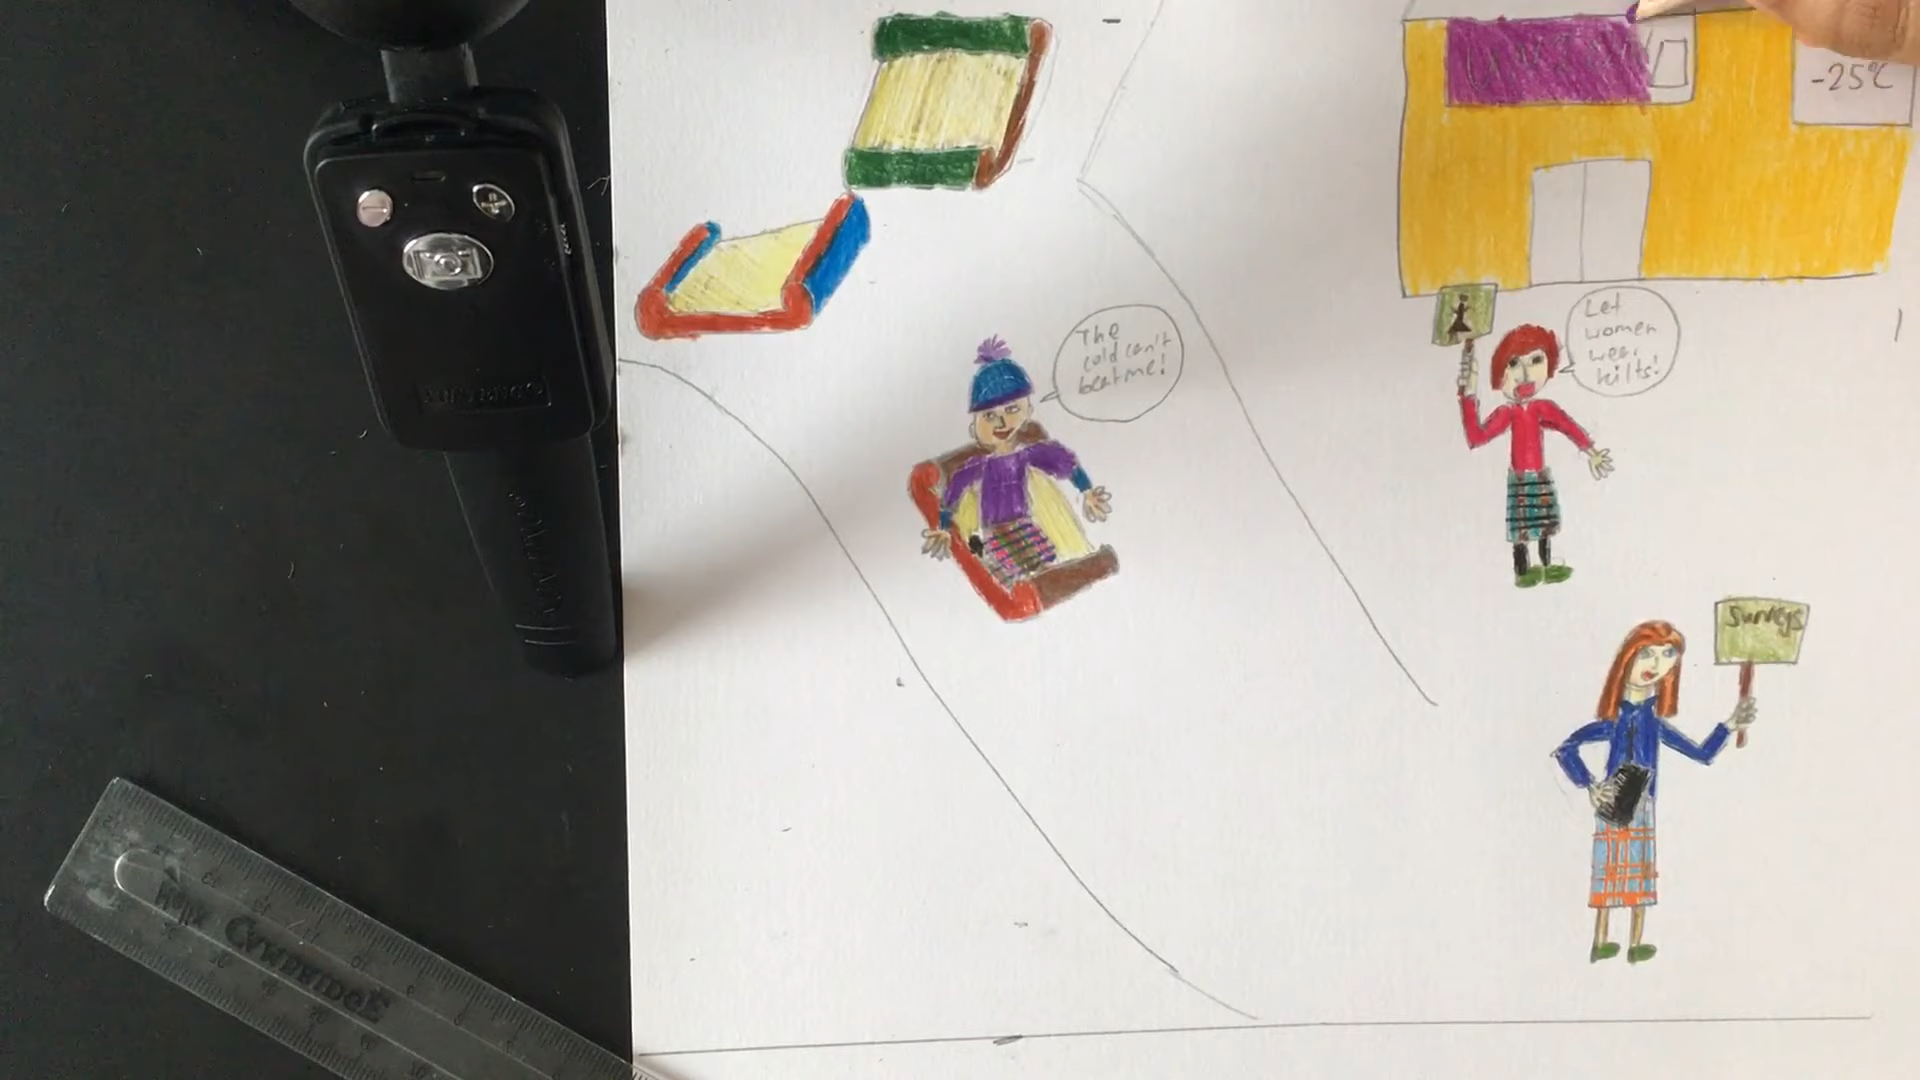 -25℃
Let
women
wear
kilts!
The
cold can't
beat me!
Surveys
CAMBRIDGE